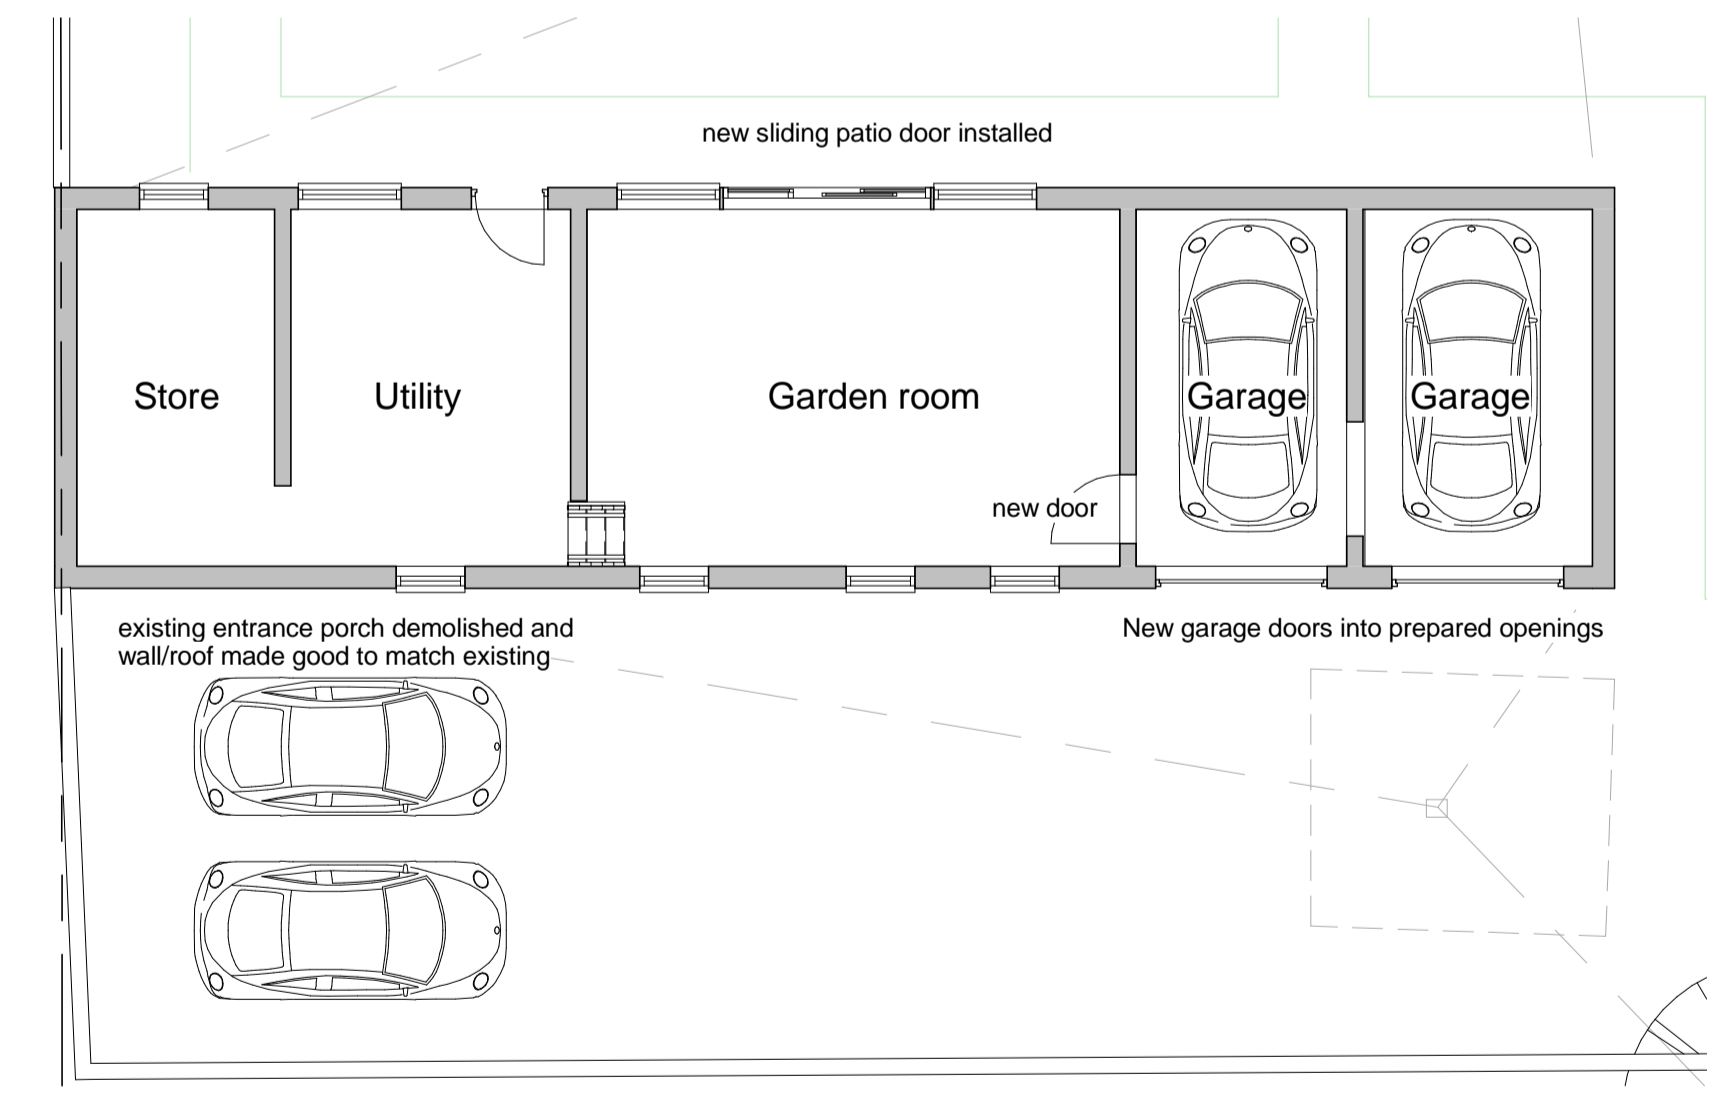 new sliding patio door installed
Store
Utility
Garden room
Garage
Garage
new door
existing entrance porch demolished and
wall/roof made good to match existing
New garage doors into prepared openings